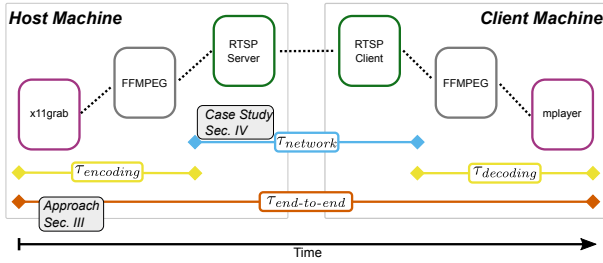 Host Machine
Client Machine
RTSP
Server
RTSP
Client
FFMPEG
FFMPEG
x11grab
mplayer
Case Study
Sec. IV
τnetwork
τencoding
τdecoding
τend-to-end
Approach
Sec. III
Time